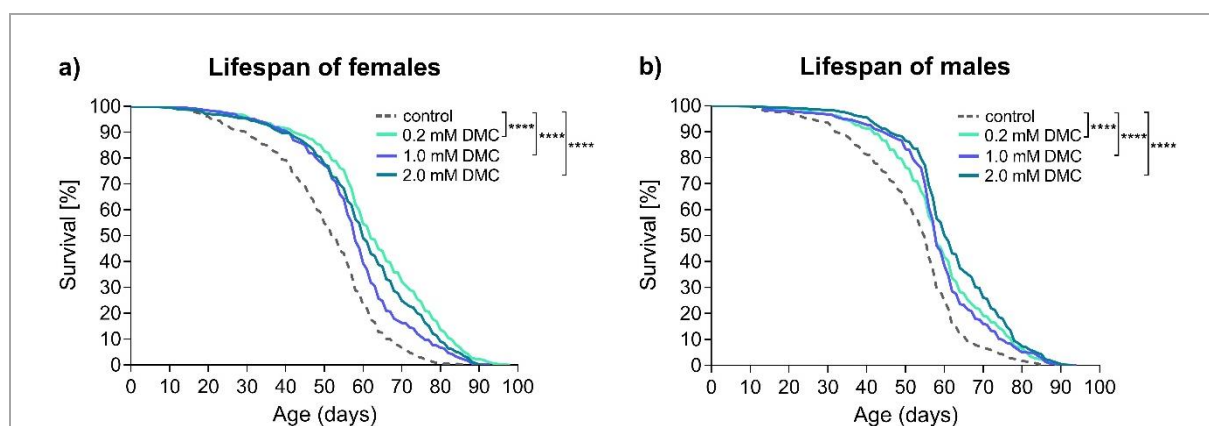 a) Lifespan of females
100
90
80
70
60
50
40
30
20
10
0
Survival [%]
0 10 20 30 40 50 60 70 80 90 100
Age (days)
control
0.2 mM DMC
1.0 mM DMC
2.0 mM DMC
****
****
****
b) Lifespan of males
100
90
80
70
60
50
40
30
20
10
0
Survival [%]
0 10 20 30 40 50 60 70 80 90 100
Age (days)
control
0.2 mM DMC
1.0 mM DMC
2.0 mM DMC
****
****
****